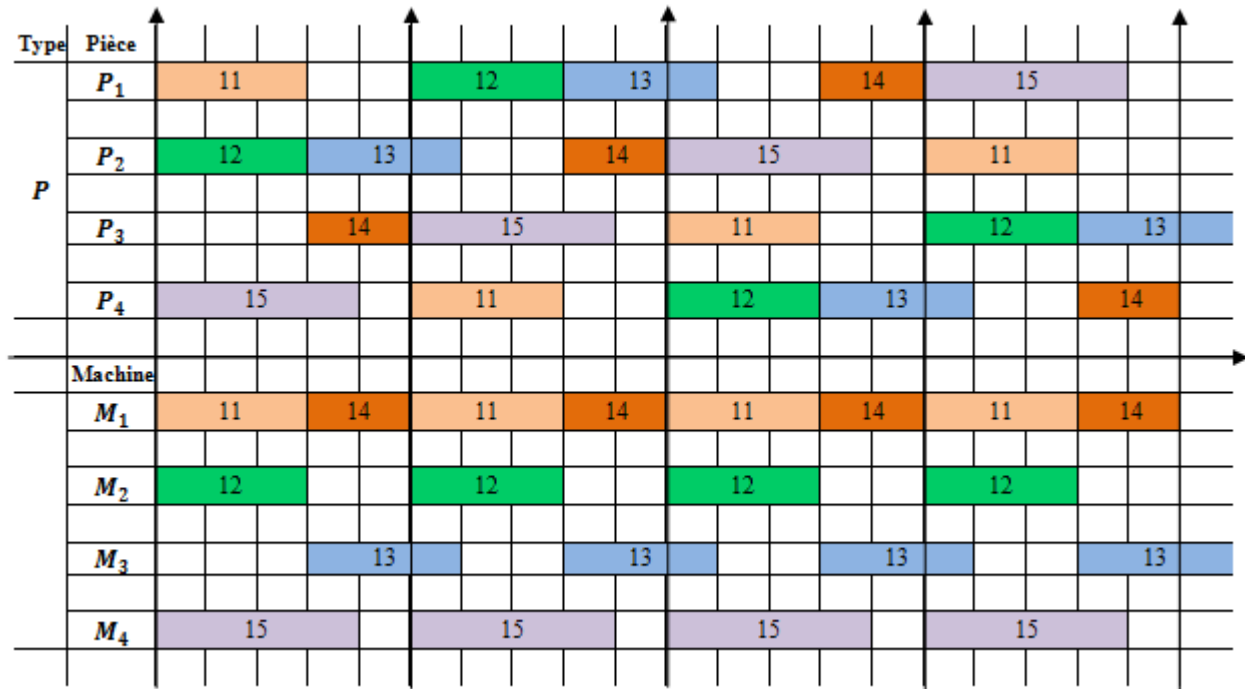 Type Pièce
P₁ 11 12 13 14 15
P₂ 12 13 14 15 11
P
P₃ 14 15 11 12 13
P₄ 15 11 12 13 14
Machine
M₁ 11 14 11 14 11 14 11 14
M₂ 12 12 12 12
M₃ 13 13 13 13
M₄ 15 15 15 15